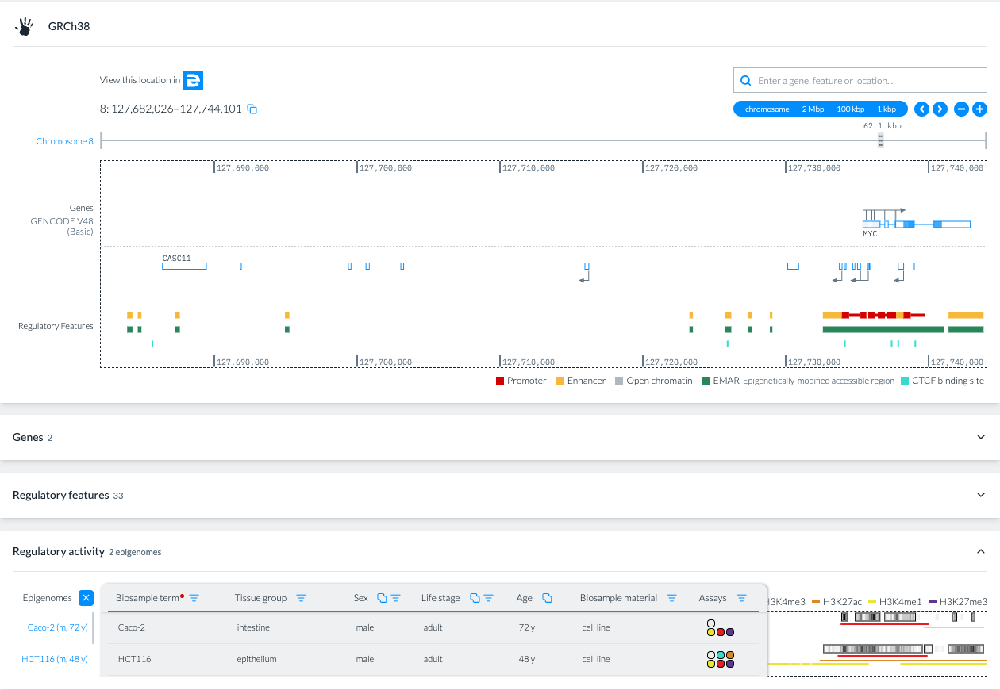 GRCh38
View this location in
Enter a gene, feature or location...
8: 127,682,026–127,744,101
chromosome 2 Mbp 100 kbp 1 kbp
62.1 kbp
Chromosome 8
127,690,000 127,700,000 127,710,000 127,720,000 127,730,000 127,740,000
Genes
GENCODE V48
(Basic)
MYC
CASC11
Regulatory Features
127,690,000 127,700,000 127,710,000 127,720,000 127,730,000 127,740,000
Promoter Enhancer Open chromatin EMAR Epigenetically-modified accessible region CTCF binding site
Genes 2
Regulatory features 33
Regulatory activity 2 epigenomes
Epigenomes Biosample term Tissue group Sex Life stage Age Biosample material Assays H3K4me3 H3K27ac H3K4me1 H3K27me3
Caco-2 (m, 72 y) Caco-2 intestine male adult 72 y cell line
HCT116 (m, 48 y) HCT116 epithelium male adult 48 y cell line